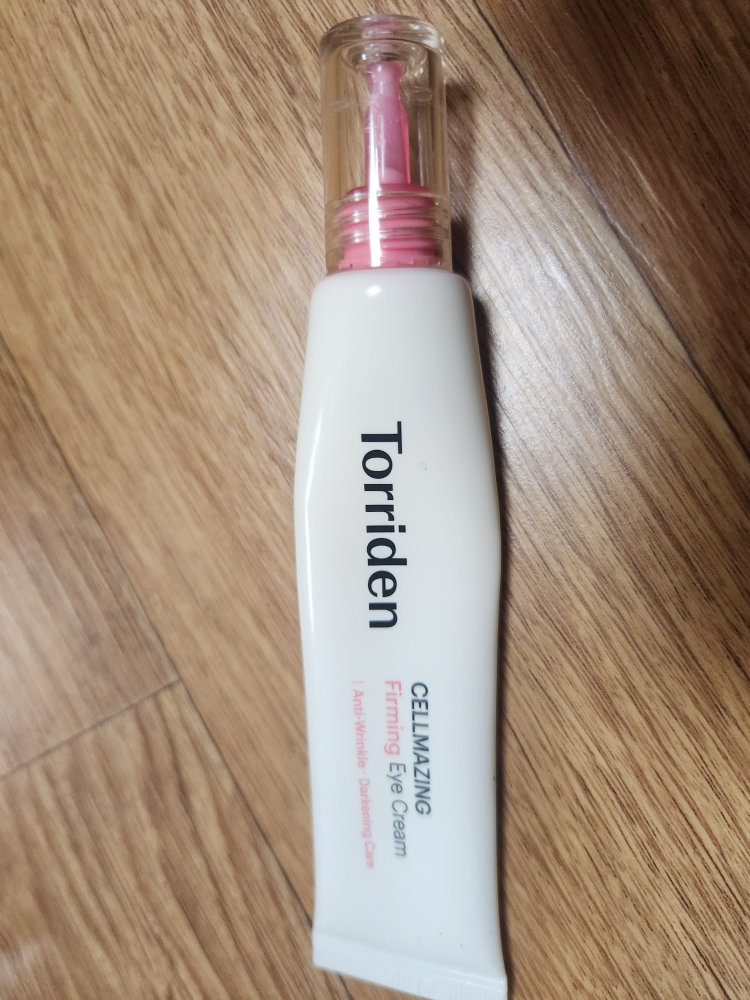 Torriden
CELLMAZING
Firming Eye Cream
| Anti-Wrinkle · Darkening Care